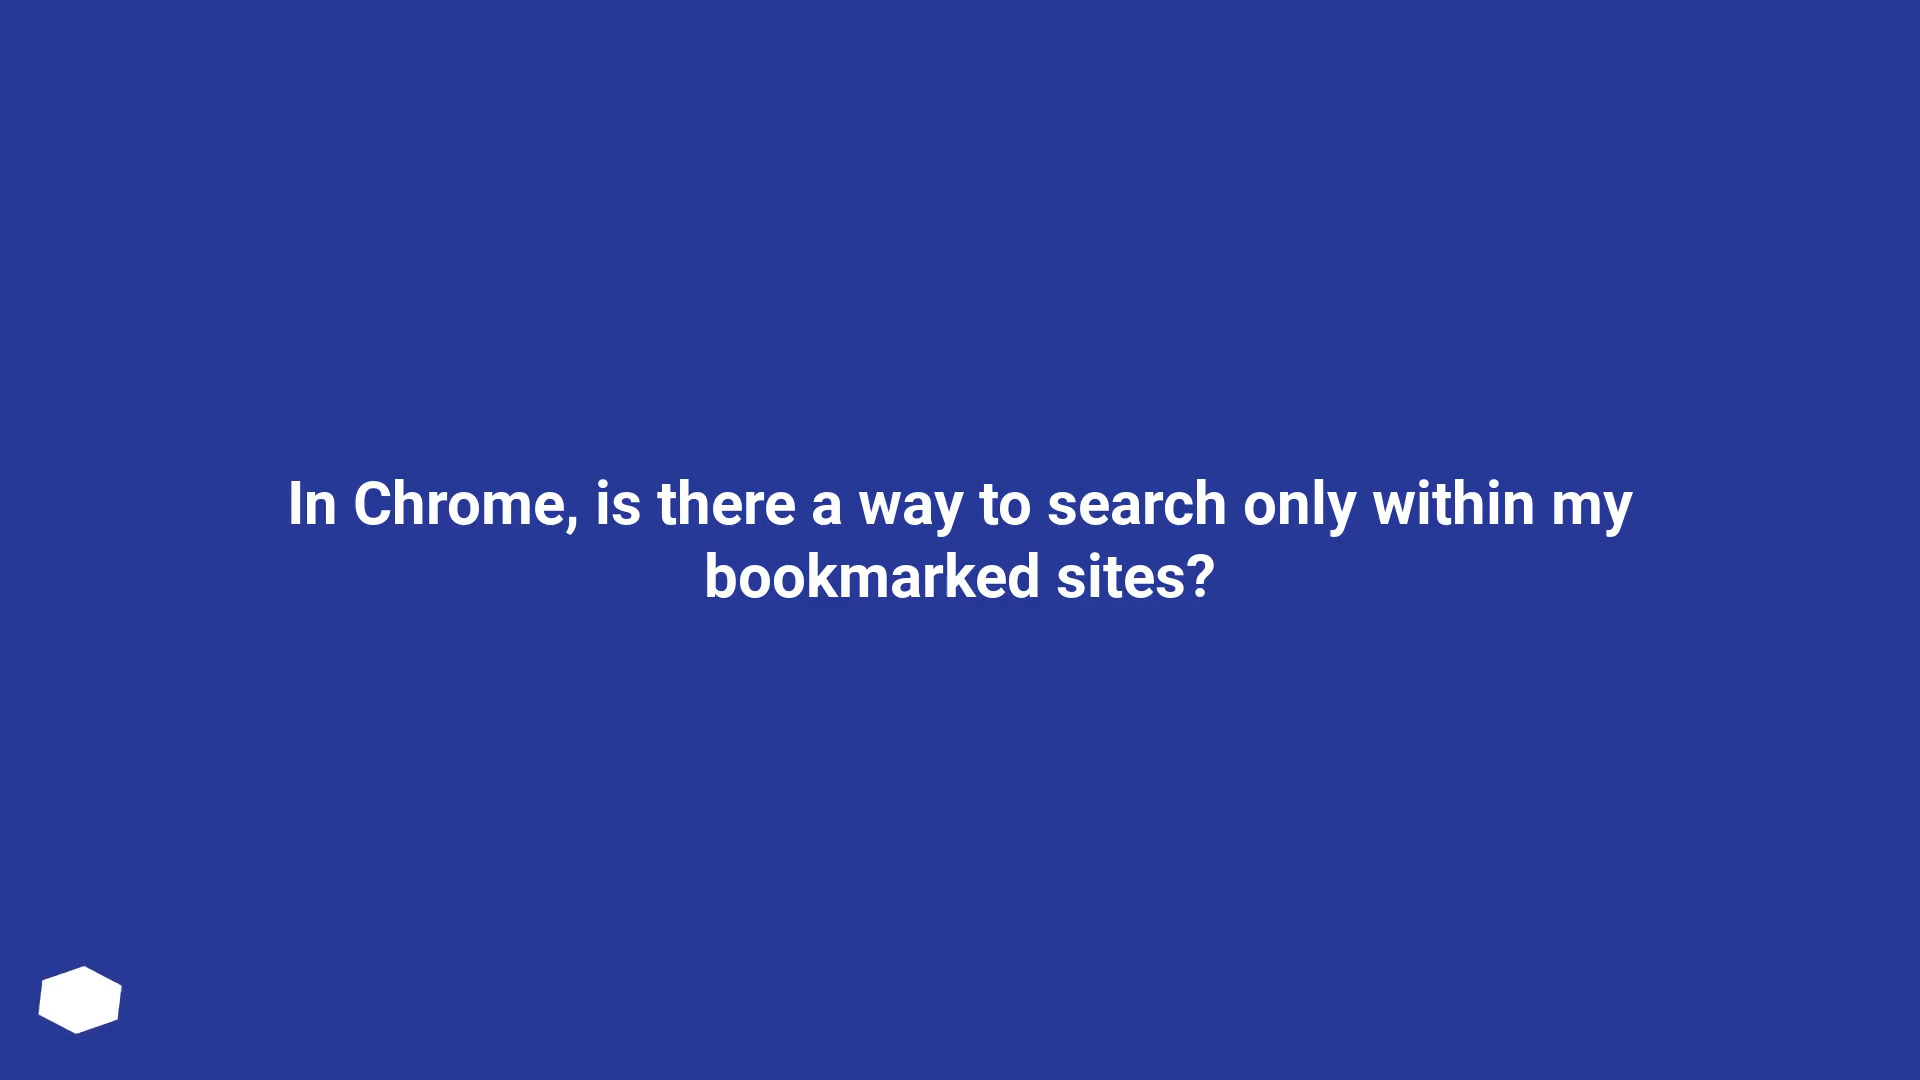 In Chrome, is there a way to search only within my
bookmarked sites?